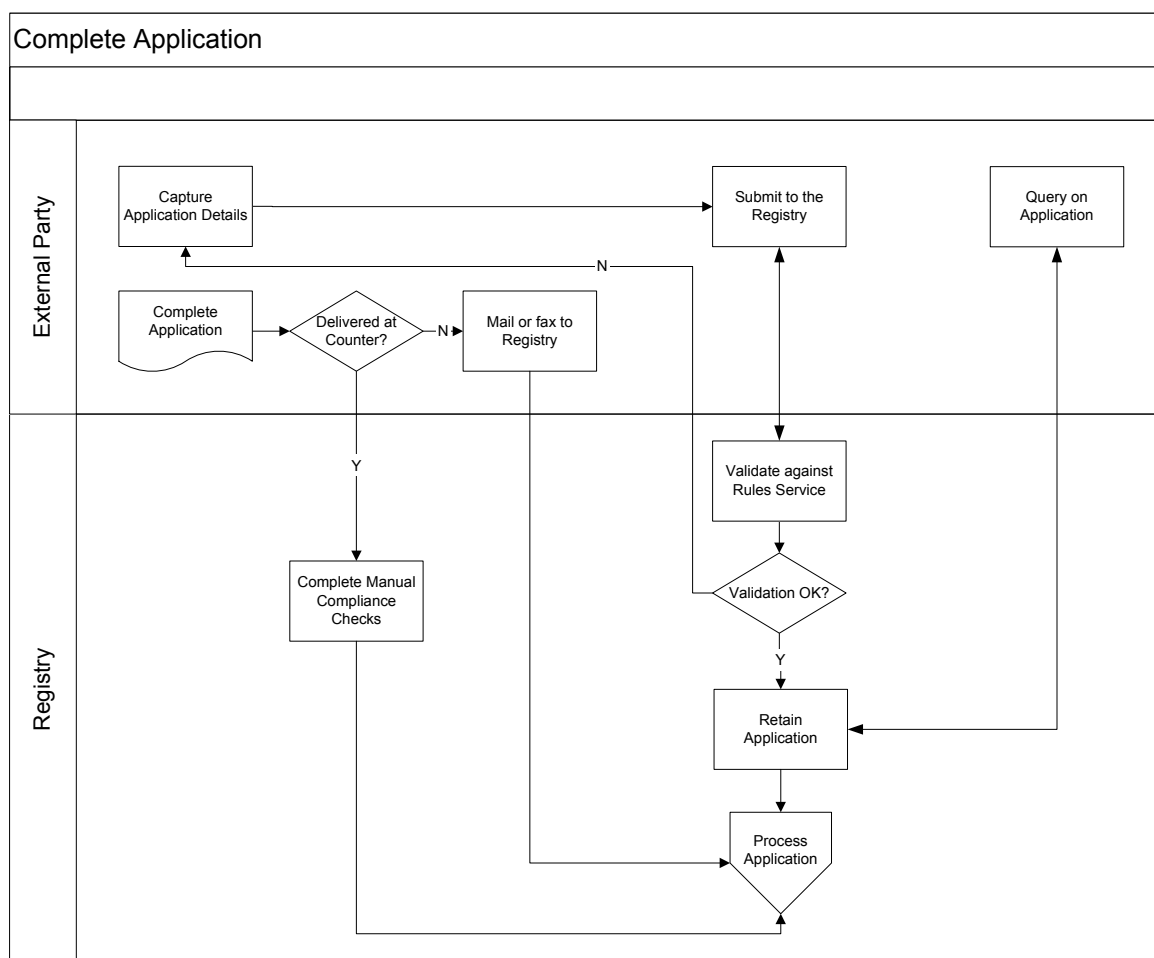 Complete Application
External Party
Capture
Application Details
Submit to the
Registry
Query on
Application
N
Complete
Application
Delivered at
Counter?
N
Mail or fax to
Registry
Registry
Y
Validate against
Rules Service
Complete Manual
Compliance
Checks
Validation OK?
Y
Retain
Application
Process
Application